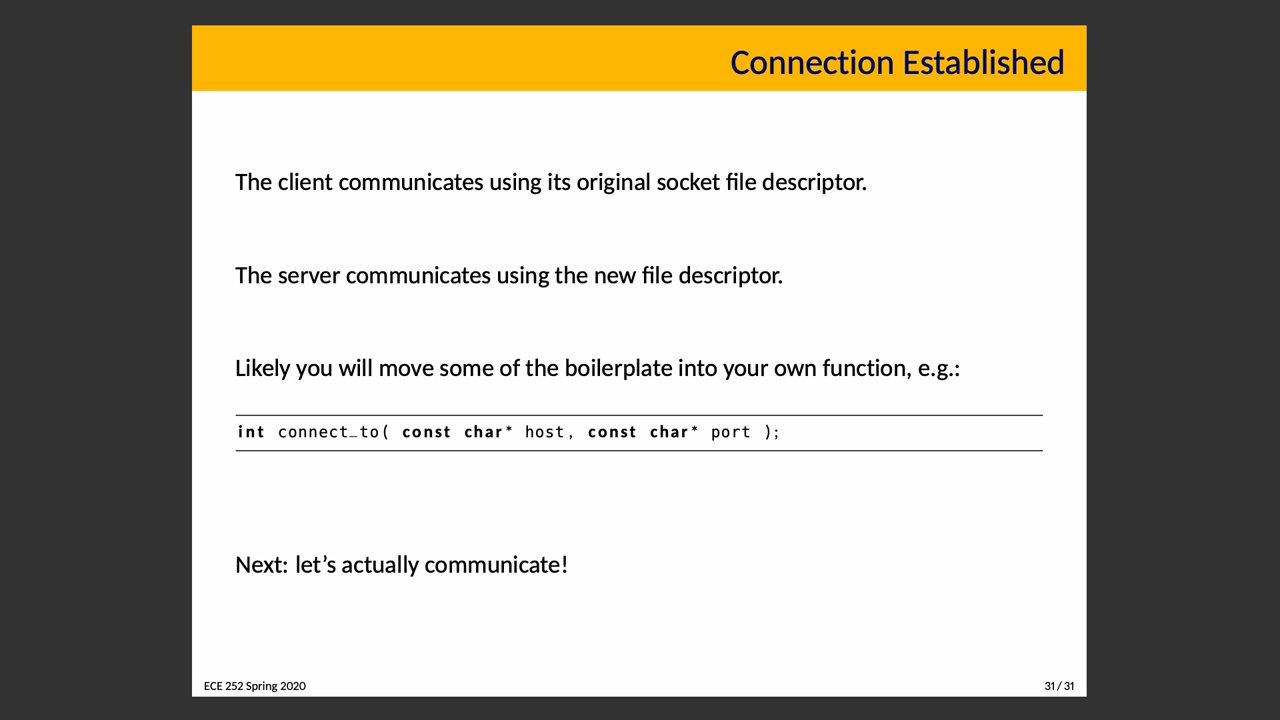 Connection Established
The client communicates using its original socket file descriptor.
The server communicates using the new file descriptor.
Likely you will move some of the boilerplate into your own function, e.g.:
int connect_to( const char* host, const char* port );
Next: let’s actually communicate!
ECE 252 Spring 2020
31 / 31